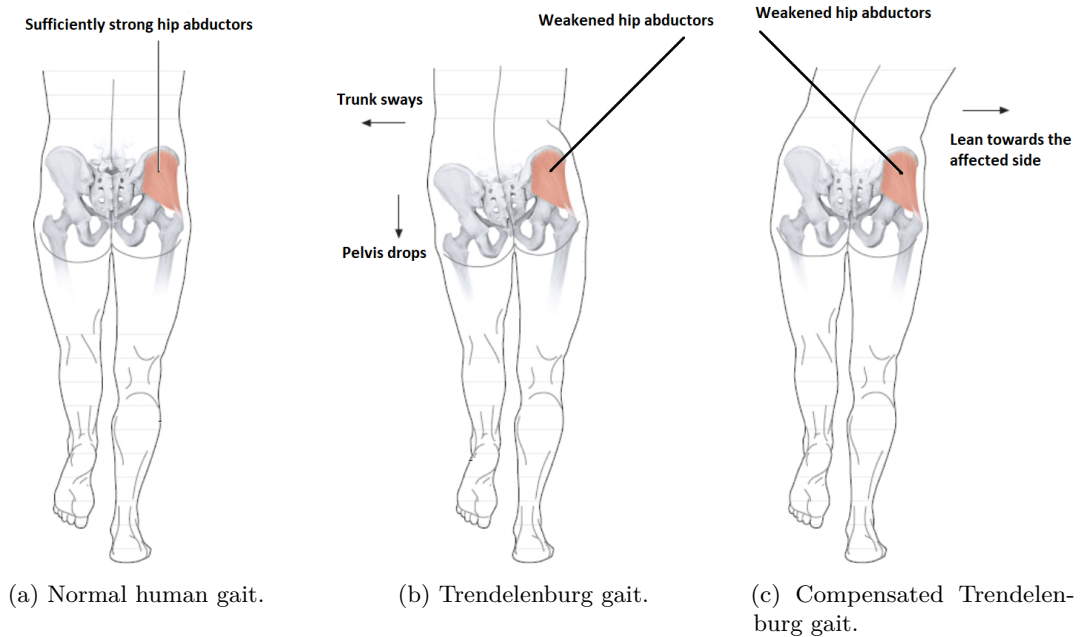 Sufficiently strong hip abductors
Weakened hip abductors
Weakened hip abductors
Trunk sways
Pelvis drops
Lean towards the
affected side
(a) Normal human gait.
(b) Trendelenburg gait.
(c) Compensated Trendelen-
burg gait.